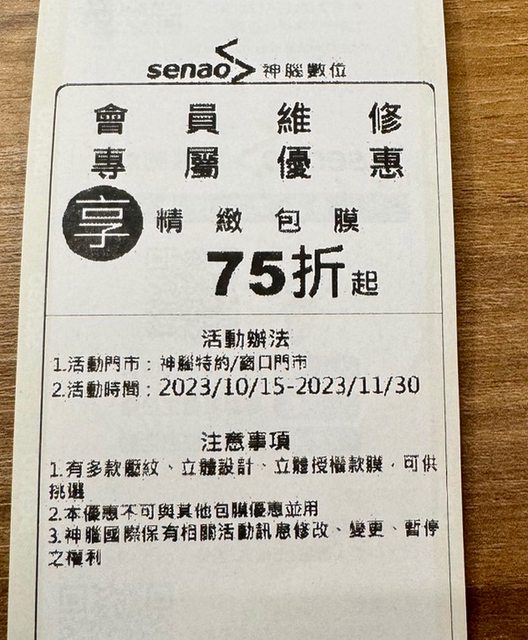 senao 神腦數位
會員維修
專屬優惠
享 精緻包膜
75折起
活動辦法
1.活動門市：神腦特約/窗口門市
2.活動時間：2023/10/15-2023/11/30
注意事項
1.有多款壓紋、立體設計、立體授權款膜，可供
挑選
2.本優惠不可與其他包膜優惠並用
3.神腦國際保有相關活動訊息修改、變更、暫停
之權利